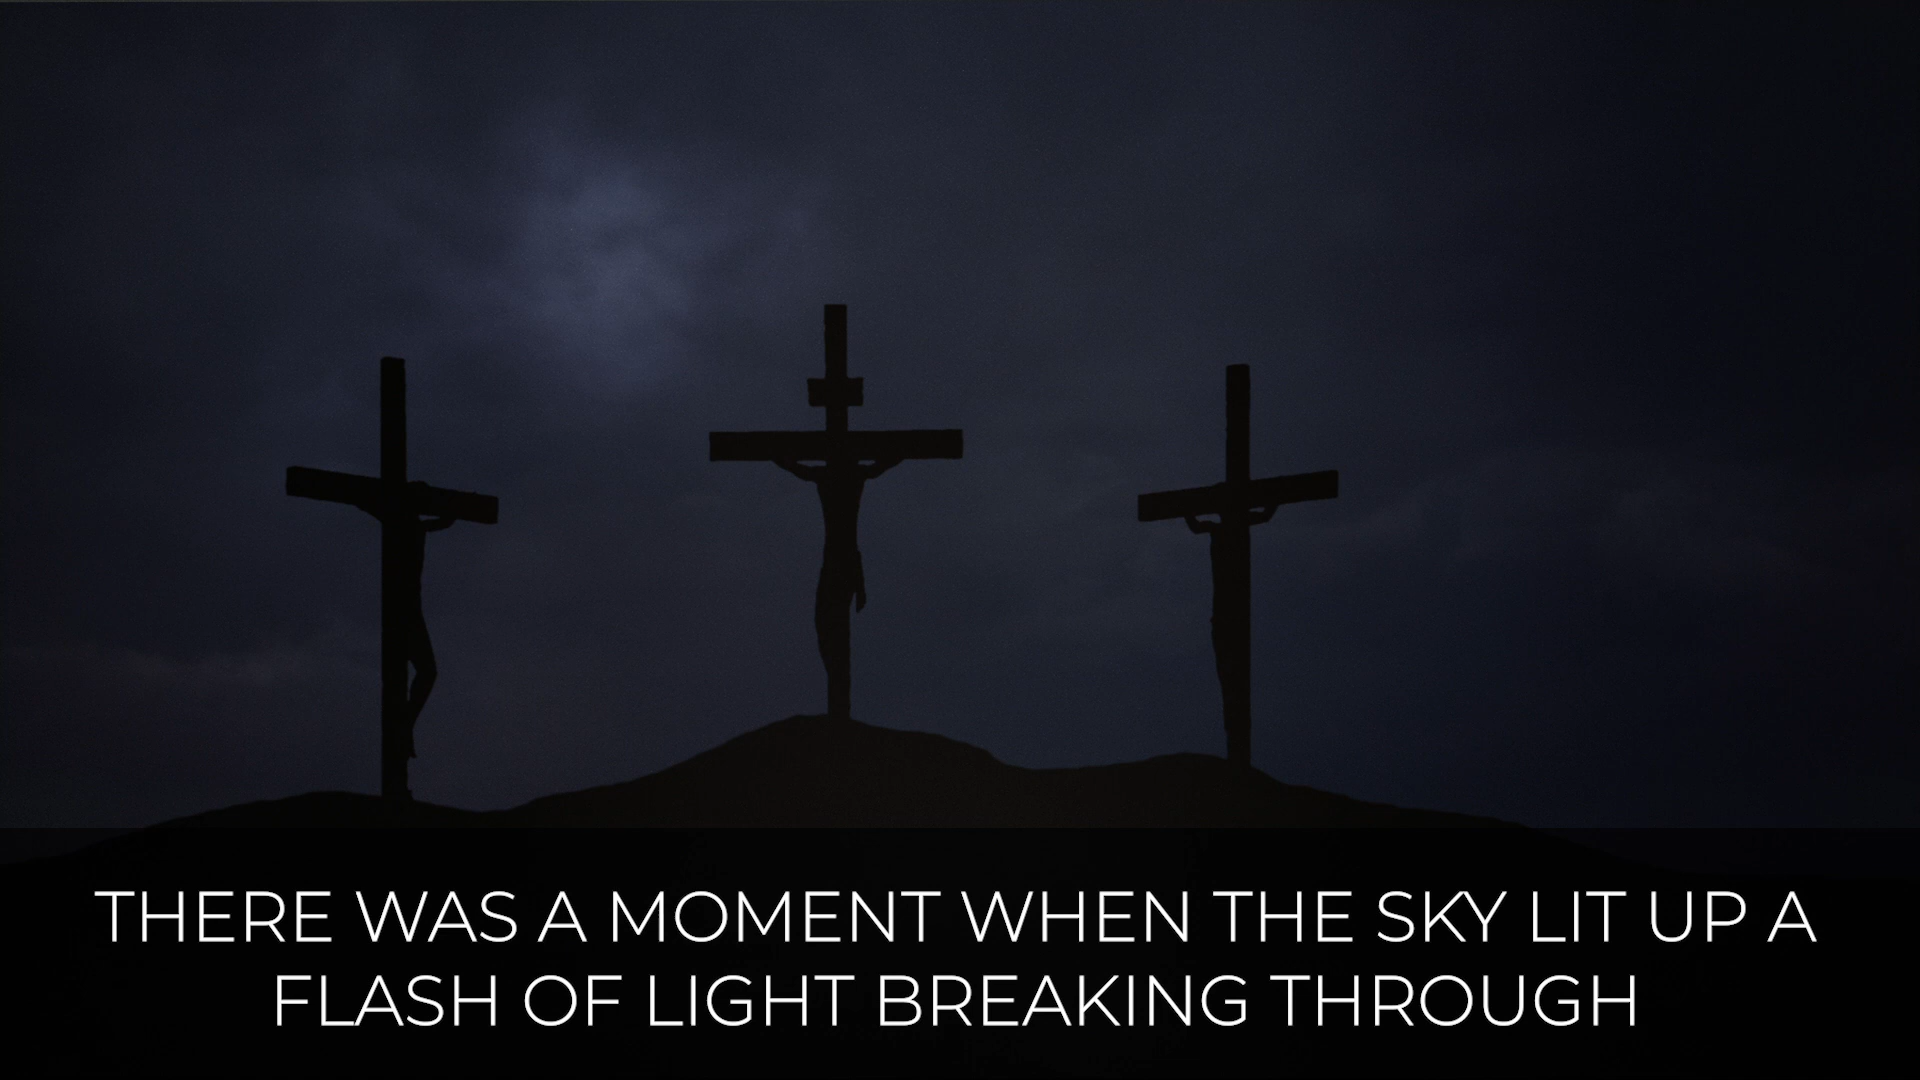 THERE WAS A MOMENT WHEN THE SKY LIT UP A
FLASH OF LIGHT BREAKING THROUGH